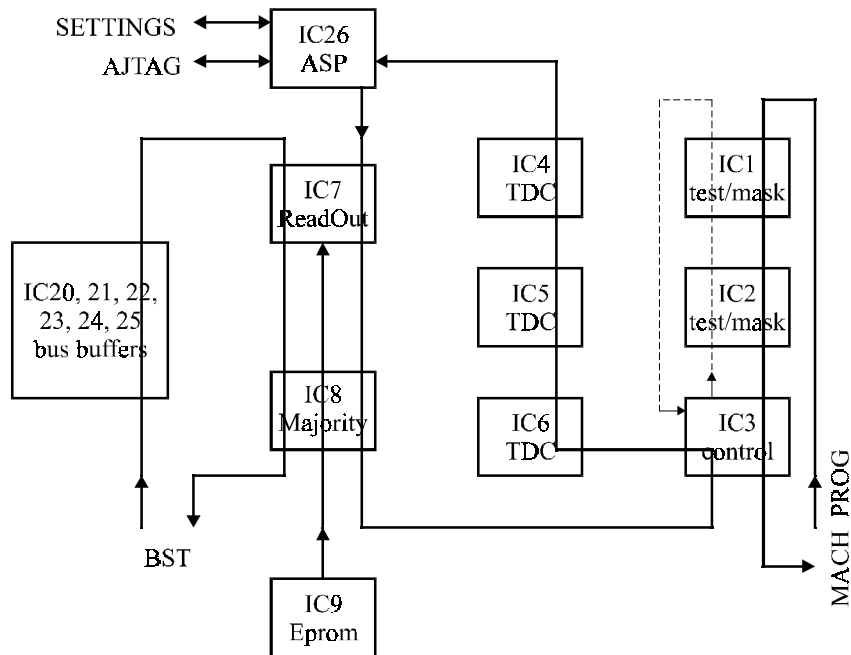 SETTINGS
AJTAG
IC26
ASP
IC7
ReadOut
IC4
TDC
IC1
test/mask
IC20, 21, 22,
23, 24, 25
bus buffers
IC5
TDC
IC2
test/mask
IC8
Majority
IC6
TDC
IC3
control
BST
MACH PROG
IC9
Eprom